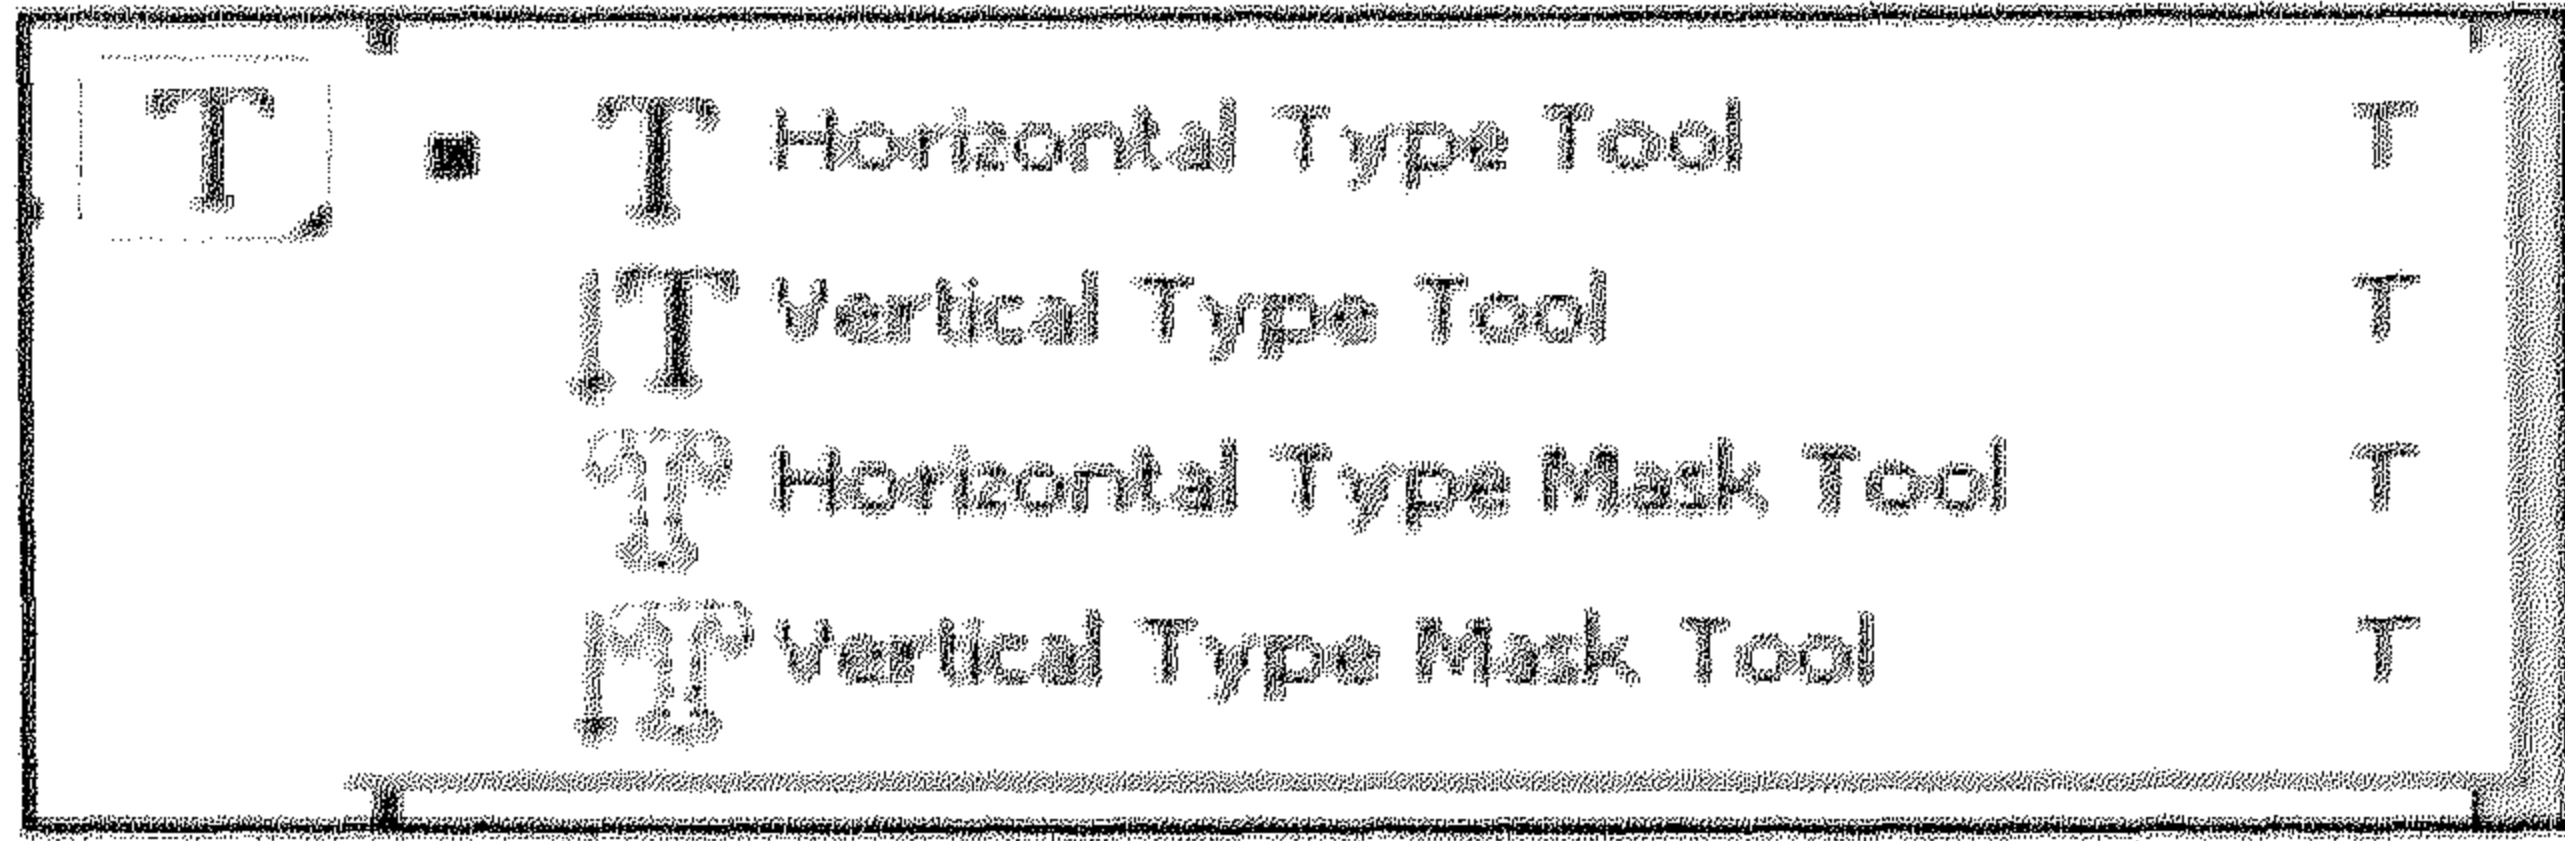 T T Horizontal Type Tool T
T Vertical Type Tool T
T Horizontal Type Mask Tool T
T Vertical Type Mask Tool T